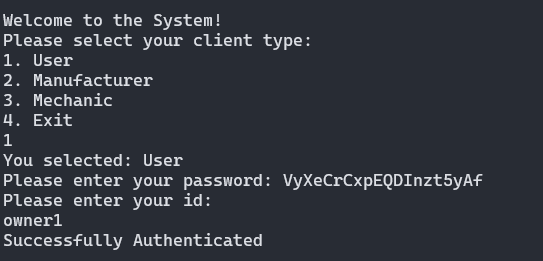 Welcome to the System!
Please select your client type:
1. User
2. Manufacturer
3. Mechanic
4. Exit
1
You selected: User
Please enter your password: VyXeCrCxpEQDInzt5yAf
Please enter your id:
owner1
Successfully Authenticated